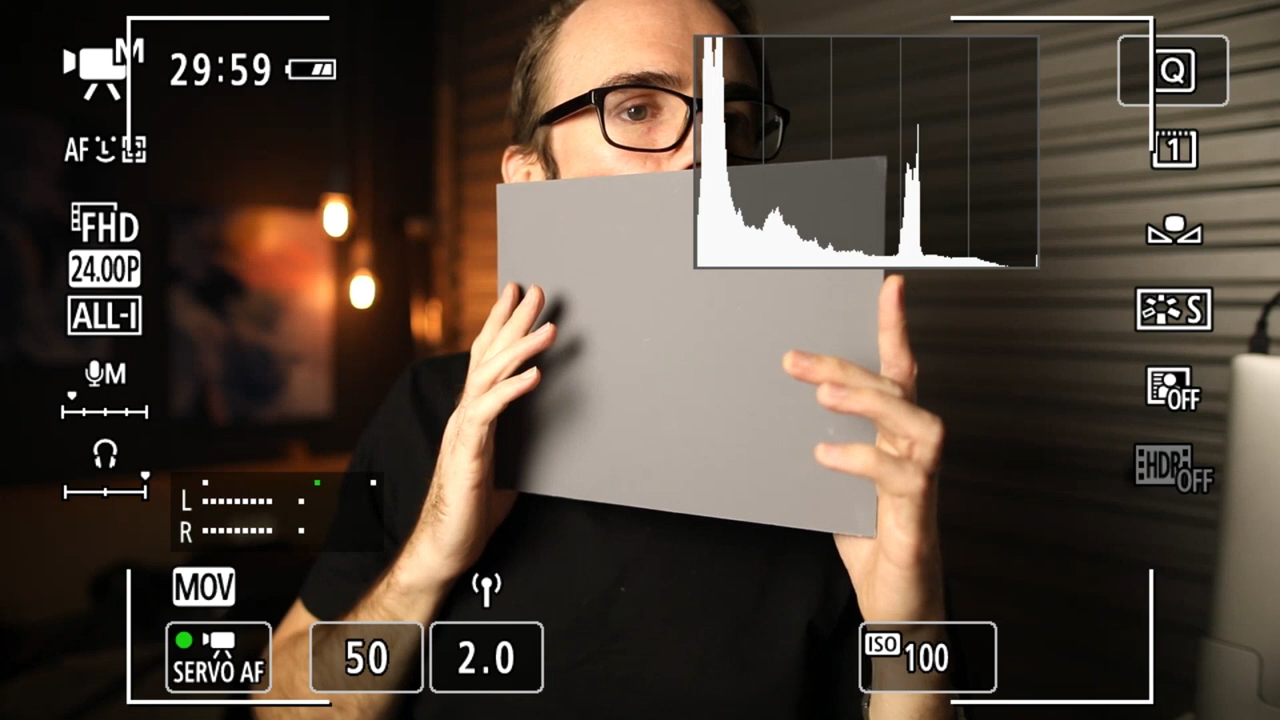 M
29:59
Q
AF
1
FHD
24.00P
ALL-I
S
M
OFF
HDR OFF
L
R
MOV
SERVO AF
50
2.0
ISO 100